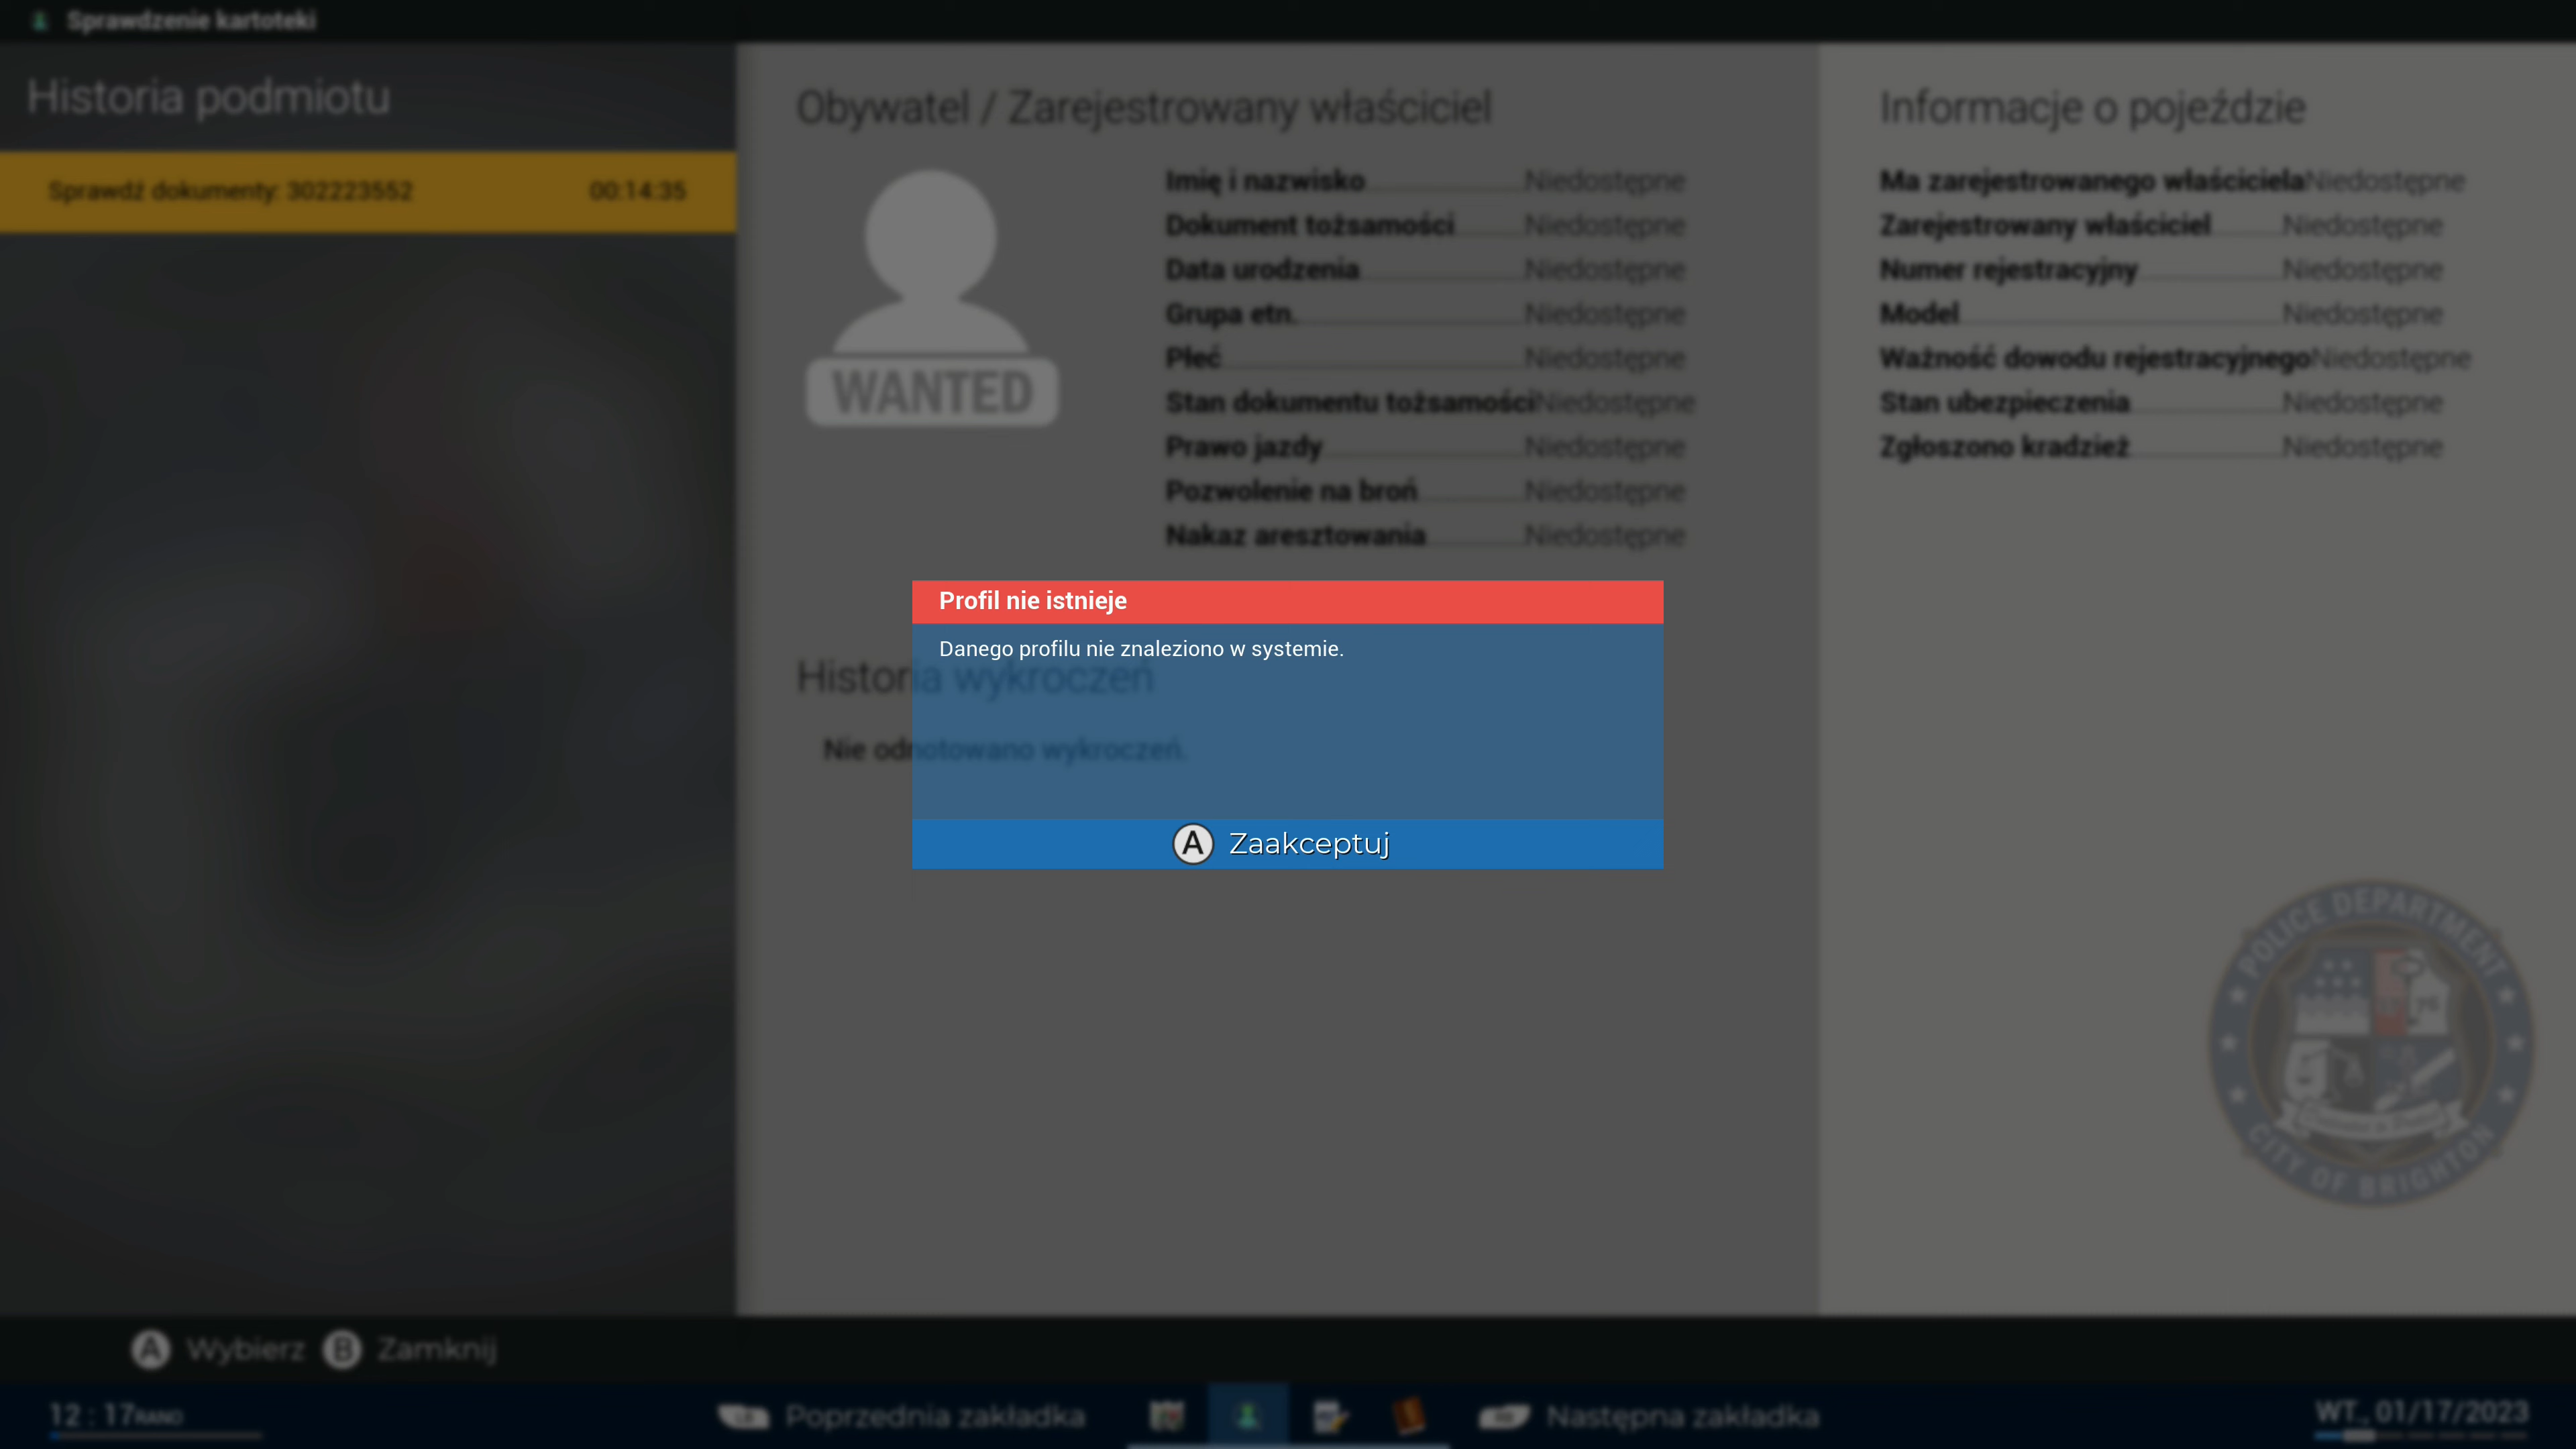 Sprawdzenie kartoteki
Historia podmiotu
Sprawdź dokumenty: 302223552 00:14:35
Obywatel / Zarejestrowany właściciel
WANTED
Imię i nazwisko Niedostępne
Dokument tożsamości Niedostępne
Data urodzenia Niedostępne
Grupa etn. Niedostępne
Płeć Niedostępne
Stan dokumentu tożsamości Niedostępne
Prawo jazdy Niedostępne
Pozwolenie na broń Niedostępne
Nakaz aresztowania Niedostępne
Informacje o pojeździe
Ma zarejestrowanego właściciela Niedostępne
Zarejestrowany właściciel Niedostępne
Numer rejestracyjny Niedostępne
Model Niedostępne
Ważność dowodu rejestracyjnego Niedostępne
Stan ubezpieczenia Niedostępne
Zgłoszono kradzież Niedostępne
Profil nie istnieje
Danego profilu nie znaleziono w systemie.
Historia wykroczeń
Nie odnotowano wykroczeń.
A Zaakceptuj
POLICE DEPARTMENT
CITY OF BRIGHTON
A Wybierz B Zamknij
12 : 17 RANO
LB Poprzednia zakładka
RB Następna zakładka
WT., 01/17/2023